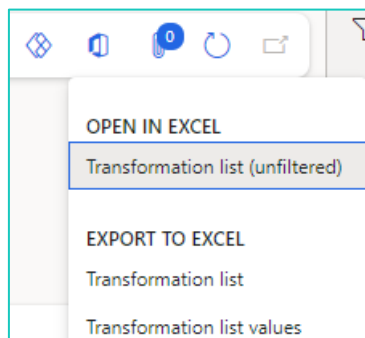 0
OPEN IN EXCEL
Transformation list (unfiltered)
EXPORT TO EXCEL
Transformation list
Transformation list values